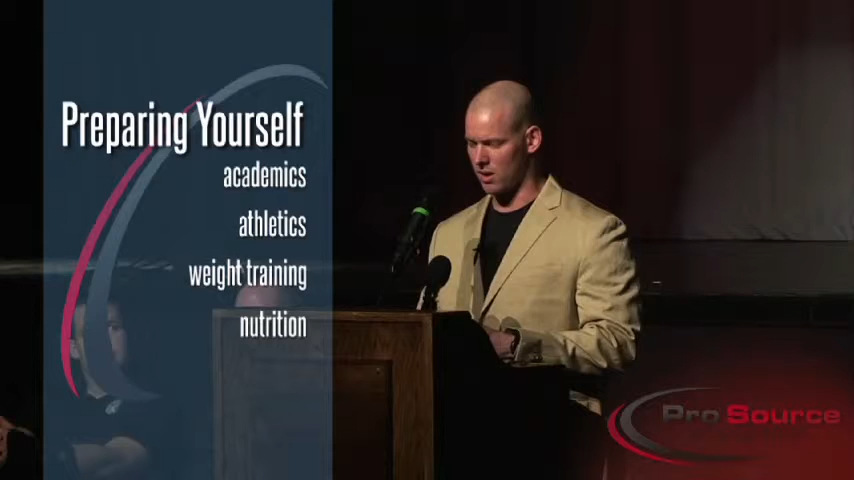 Preparing Yourself
academics
athletics
weight training
nutrition
Pro Source